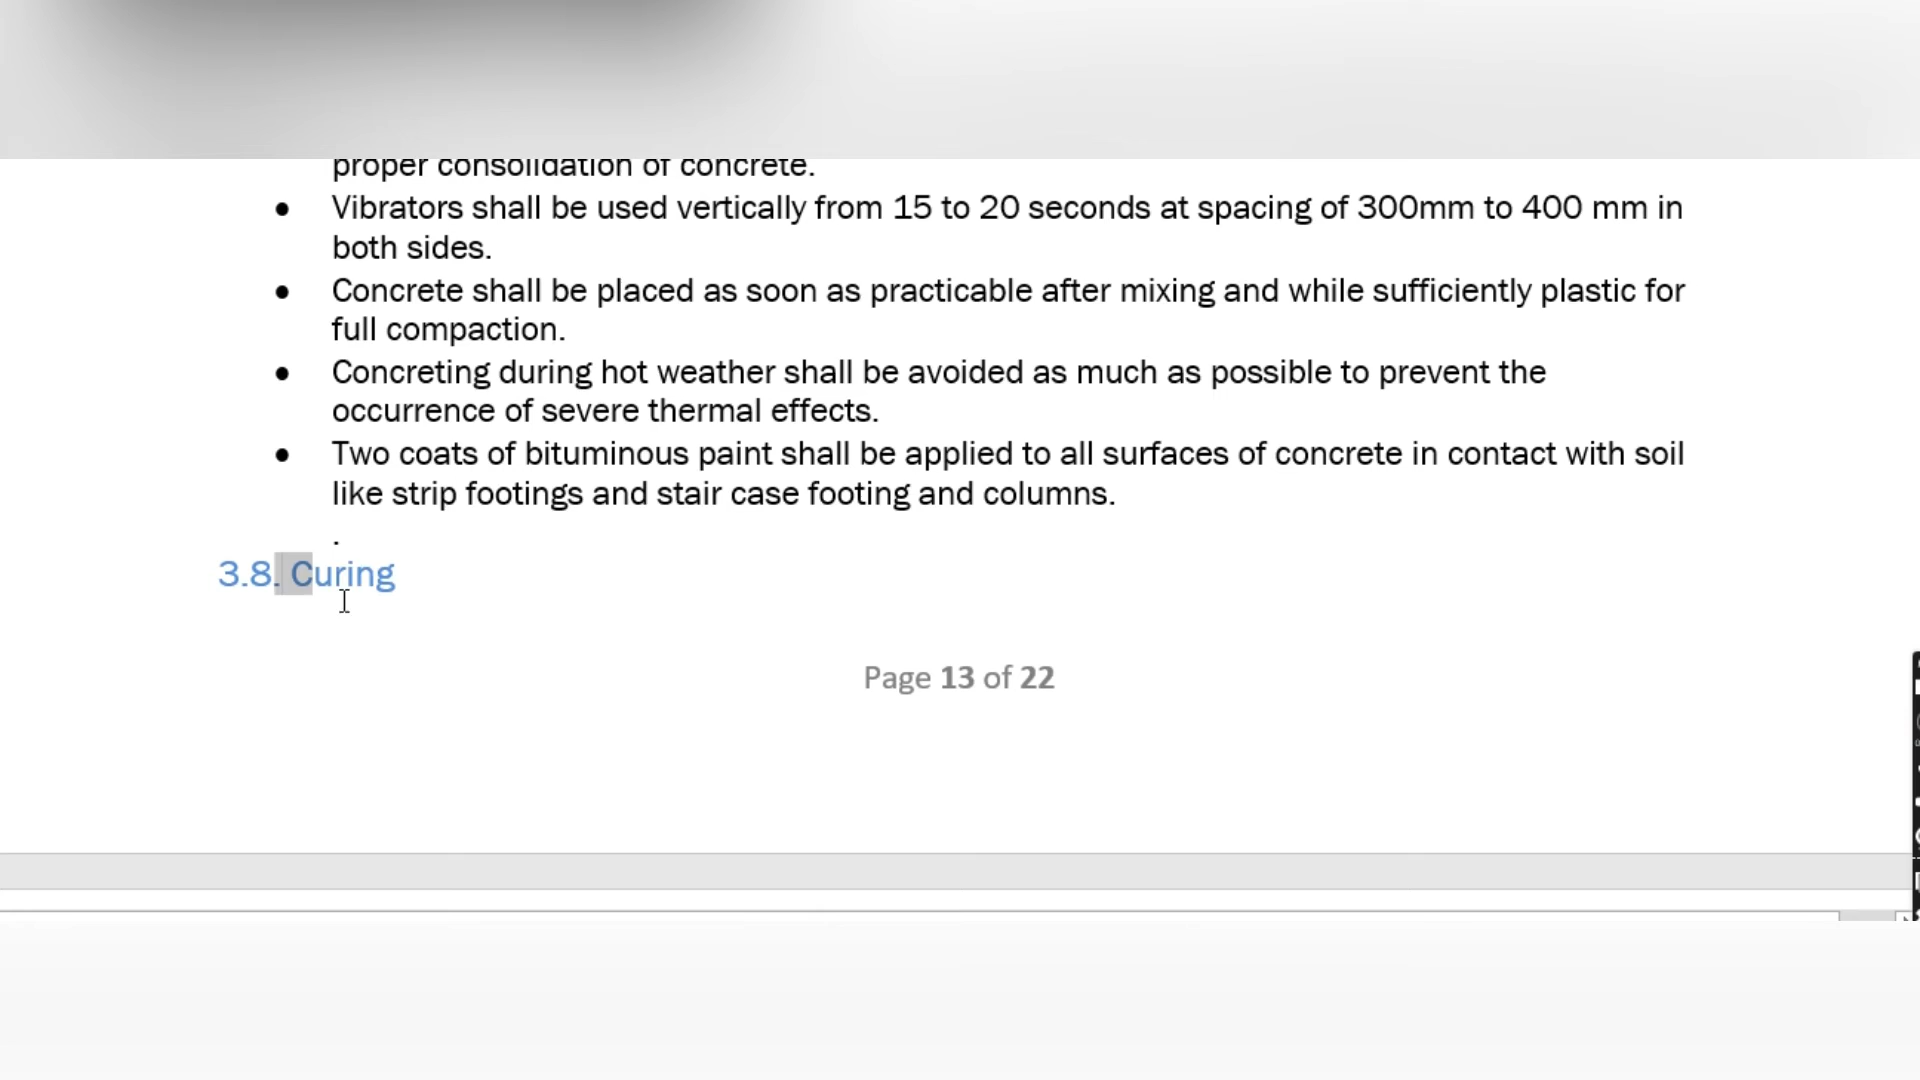 proper consolidation of concrete.
● Vibrators shall be used vertically from 15 to 20 seconds at spacing of 300mm to 400 mm in
both sides.
● Concrete shall be placed as soon as practicable after mixing and while sufficiently plastic for
full compaction.
● Concreting during hot weather shall be avoided as much as possible to prevent the
occurrence of severe thermal effects.
● Two coats of bituminous paint shall be applied to all surfaces of concrete in contact with soil
like strip footings and stair case footing and columns.
.
3.8. Curing
Page 13 of 22